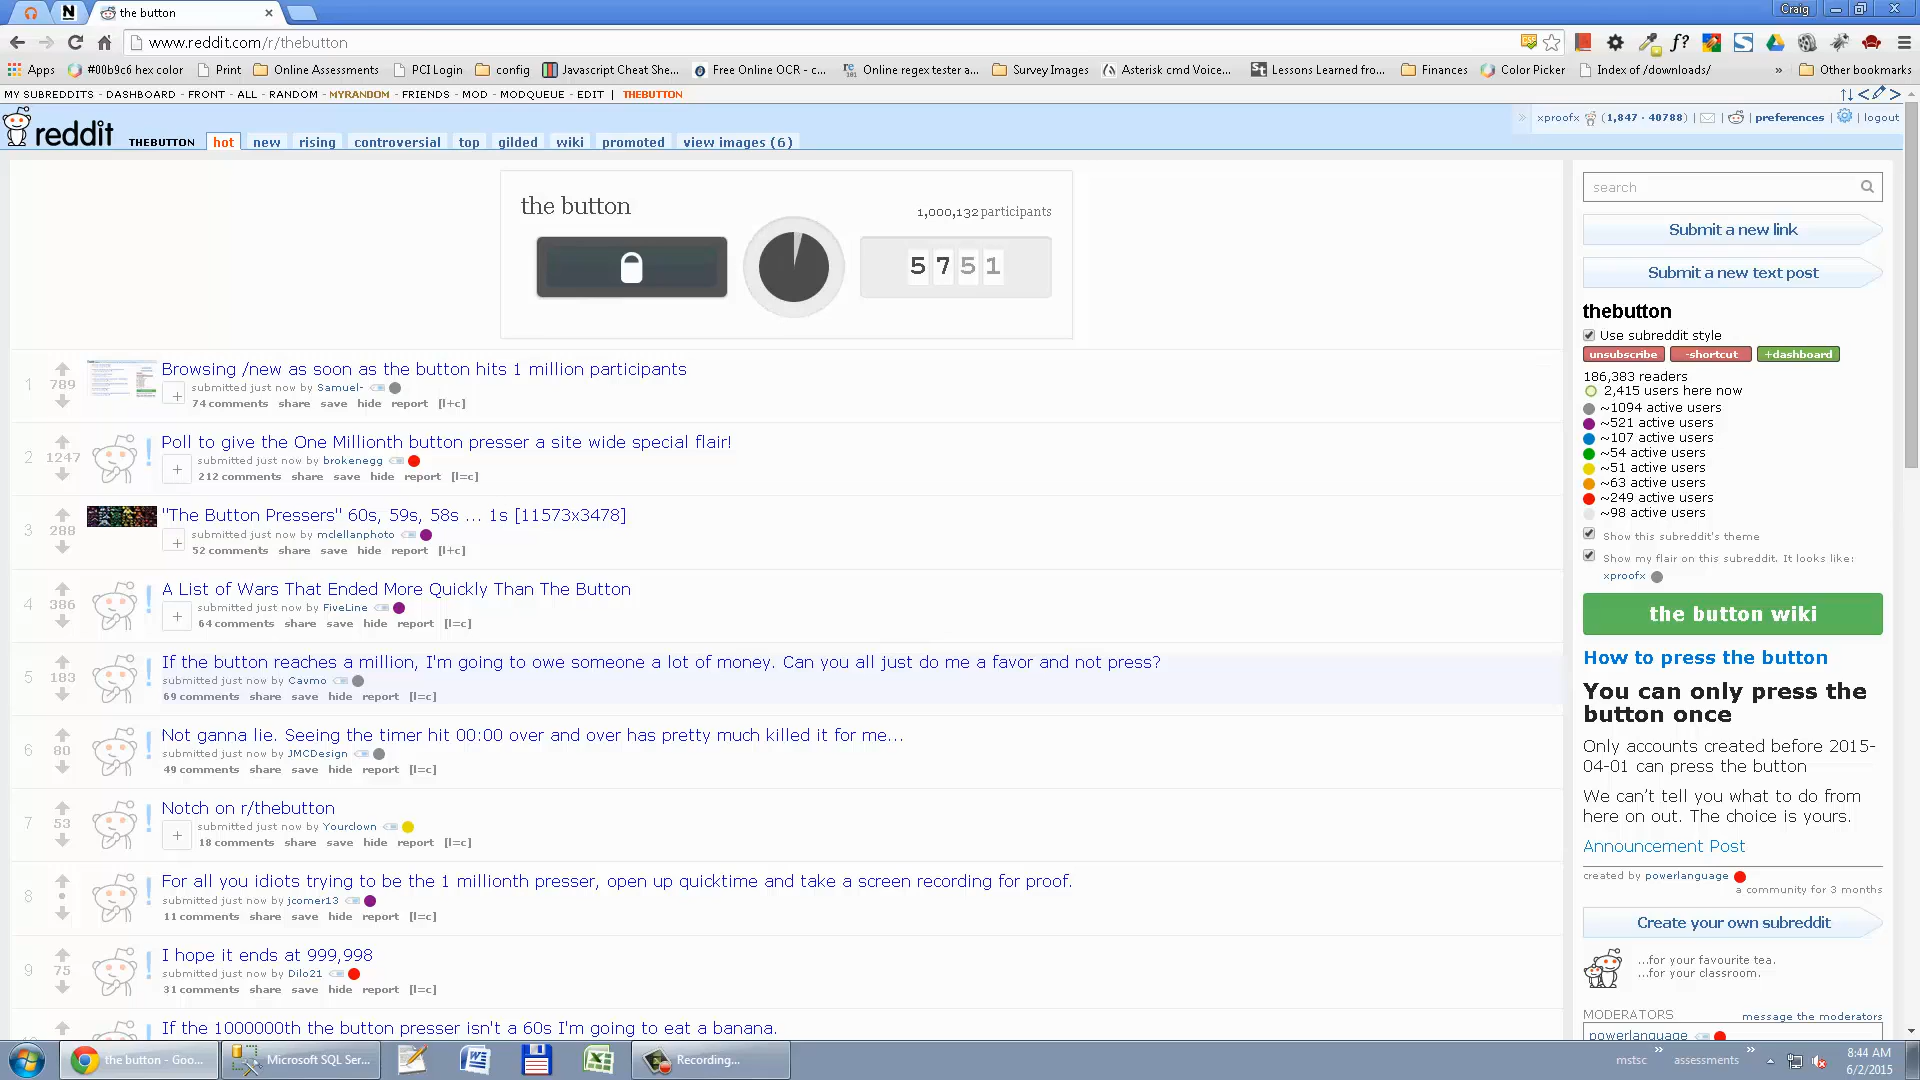 the button
Craig
www.reddit.com/r/thebutton
Apps #00b9c6 hex color Print Online Assessments PCI Login config Javascript Cheat She... Free Online OCR - c... Online regex tester a... Survey Images Asterisk cmd Voice... Lessons Learned fro... Finances Color Picker Index of /downloads/ » Other bookmarks
MY SUBREDDITS - DASHBOARD - FRONT - ALL - RANDOM - MYRANDOM - FRIENDS - MOD - MODQUEUE - EDIT | THEBUTTON
reddit THEBUTTON hot new rising controversial top gilded wiki promoted view images (6)
xproofx (1,847 · 40788) | | | preferences | | logout
the button
1,000,132 participants
5 7 5 1
1 789 Browsing /new as soon as the button hits 1 million participants
submitted just now by Samuel-
74 comments share save hide report [l+c]
2 1247 Poll to give the One Millionth button presser a site wide special flair!
submitted just now by brokenegg
212 comments share save hide report [l=c]
3 288 "The Button Pressers" 60s, 59s, 58s ... 1s [11573x3478]
submitted just now by mclellanphoto
52 comments share save hide report [l+c]
4 386 A List of Wars That Ended More Quickly Than The Button
submitted just now by FiveLine
64 comments share save hide report [l=c]
5 183 If the button reaches a million, I'm going to owe someone a lot of money. Can you all just do me a favor and not press?
submitted just now by Cavmo
69 comments share save hide report [l=c]
6 80 Not ganna lie. Seeing the timer hit 00:00 over and over has pretty much killed it for me...
submitted just now by JMCDesign
49 comments share save hide report [l=c]
7 53 Notch on r/thebutton
submitted just now by Yourclown
18 comments share save hide report [l=c]
8 • For all you idiots trying to be the 1 millionth presser, open up quicktime and take a screen recording for proof.
submitted just now by jcomer13
11 comments share save hide report [l=c]
9 75 I hope it ends at 999,998
submitted just now by Dilo21
31 comments share save hide report [l=c]
If the 1000000th the button presser isn't a 60s I'm going to eat a banana.
search
Submit a new link
Submit a new text post
thebutton
Use subreddit style
unsubscribe -shortcut +dashboard
186,383 readers
2,415 users here now
~1094 active users
~521 active users
~107 active users
~54 active users
~51 active users
~63 active users
~249 active users
~98 active users
Show this subreddit's theme
Show my flair on this subreddit. It looks like:
xproofx
the button wiki
How to press the button
You can only press the
button once
Only accounts created before 2015-
04-01 can press the button
We can't tell you what to do from
here on out. The choice is yours.
Announcement Post
created by powerlanguage
a community for 3 months
Create your own subreddit
...for your favourite tea.
...for your classroom.
MODERATORS message the moderators
powerlanguage
the button - Goo... Microsoft SQL Ser... Recording... mstsc » assessments » 8:44 AM
6/2/2015